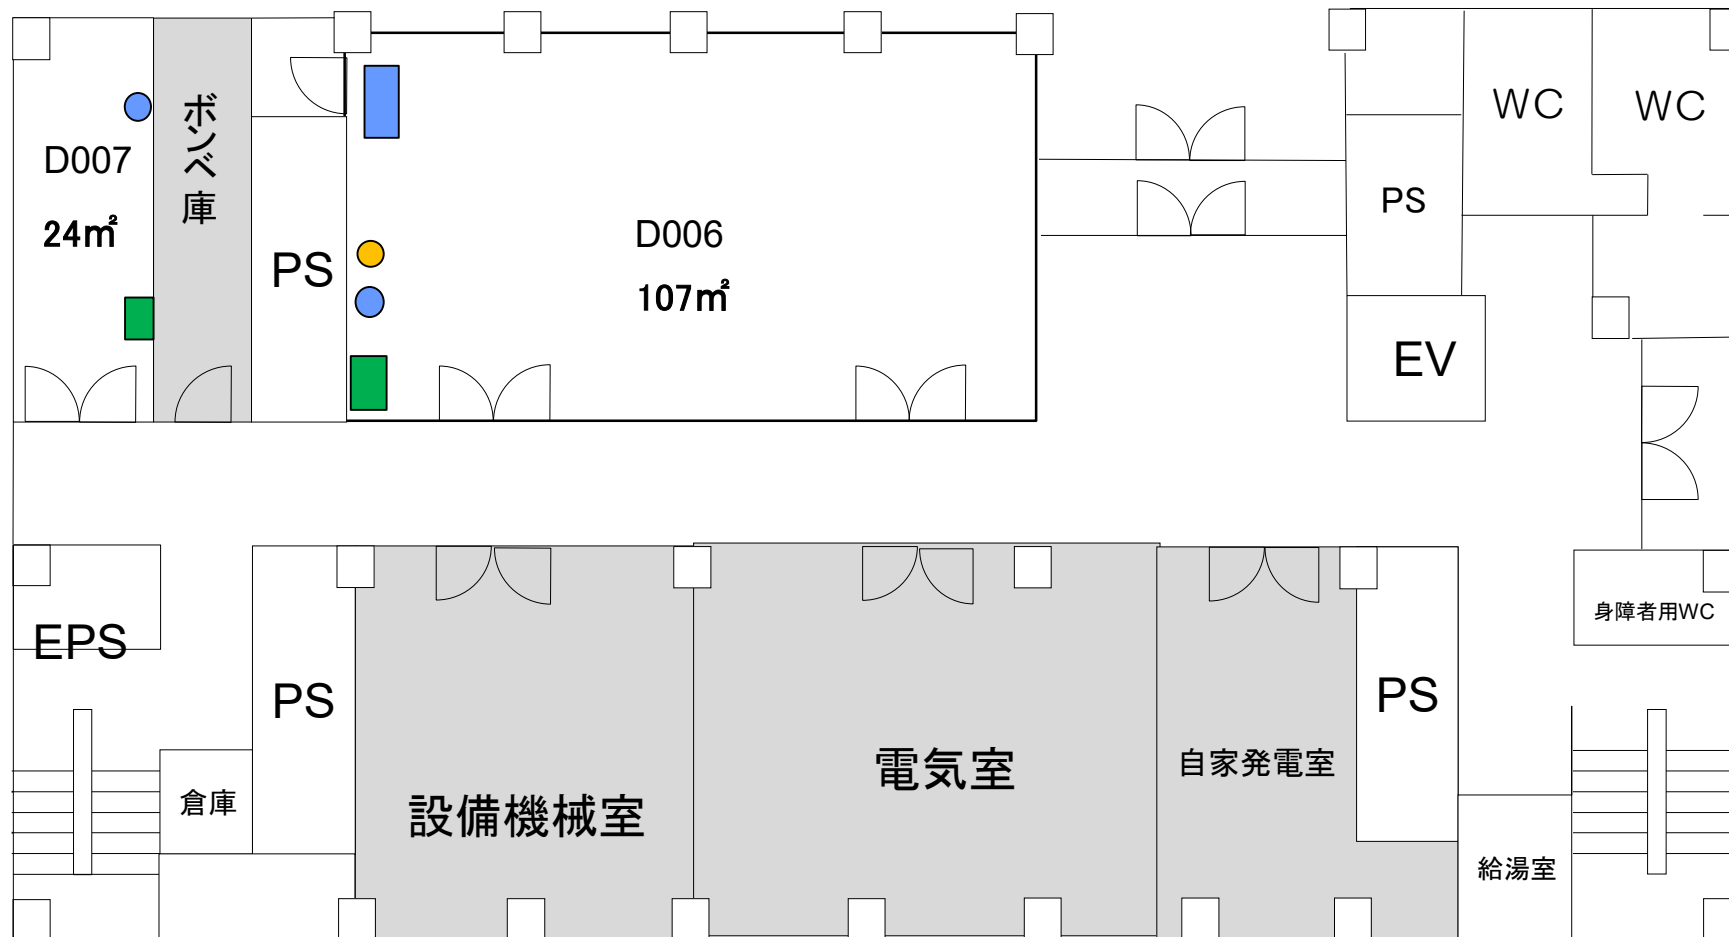 WC
WC
ボンベ庫
D007
24㎡
PS
D006
107㎡
PS
EV
EPS
PS
身障者用WC
PS
電気室
自家発電室
倉庫
設備機械室
給湯室